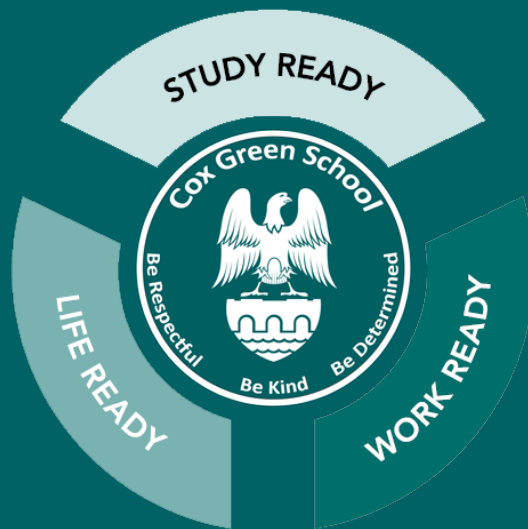 STUDY READY
Cox Green School
Be Respectful
Be Kind
Be Determined
LIFE READY
WORK READY